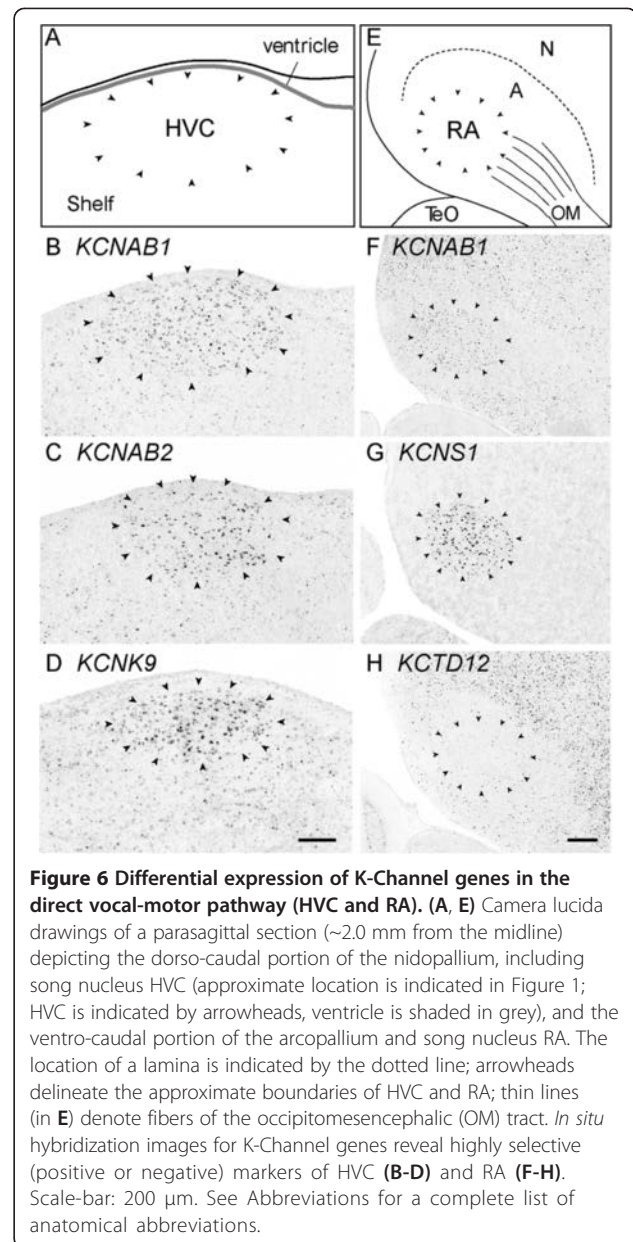 A
ventricle
HVC
Shelf
E
N
A
RA
TeO
OM
B KCNAB1
F KCNAB1
C KCNAB2
G KCNS1
D KCNK9
H KCTD12
Figure 6 Differential expression of K-Channel genes in the
direct vocal-motor pathway (HVC and RA). (A, E) Camera lucida
drawings of a parasagittal section (~2.0 mm from the midline)
depicting the dorso-caudal portion of the nidopallium, including
song nucleus HVC (approximate location is indicated in Figure 1;
HVC is indicated by arrowheads, ventricle is shaded in grey), and the
ventro-caudal portion of the arcopallium and song nucleus RA. The
location of a lamina is indicated by the dotted line; arrowheads
delineate the approximate boundaries of HVC and RA; thin lines
(in E) denote fibers of the occipitomesencephalic (OM) tract. In situ
hybridization images for K-Channel genes reveal highly selective
(positive or negative) markers of HVC (B-D) and RA (F-H).
Scale-bar: 200 μm. See Abbreviations for a complete list of
anatomical abbreviations.